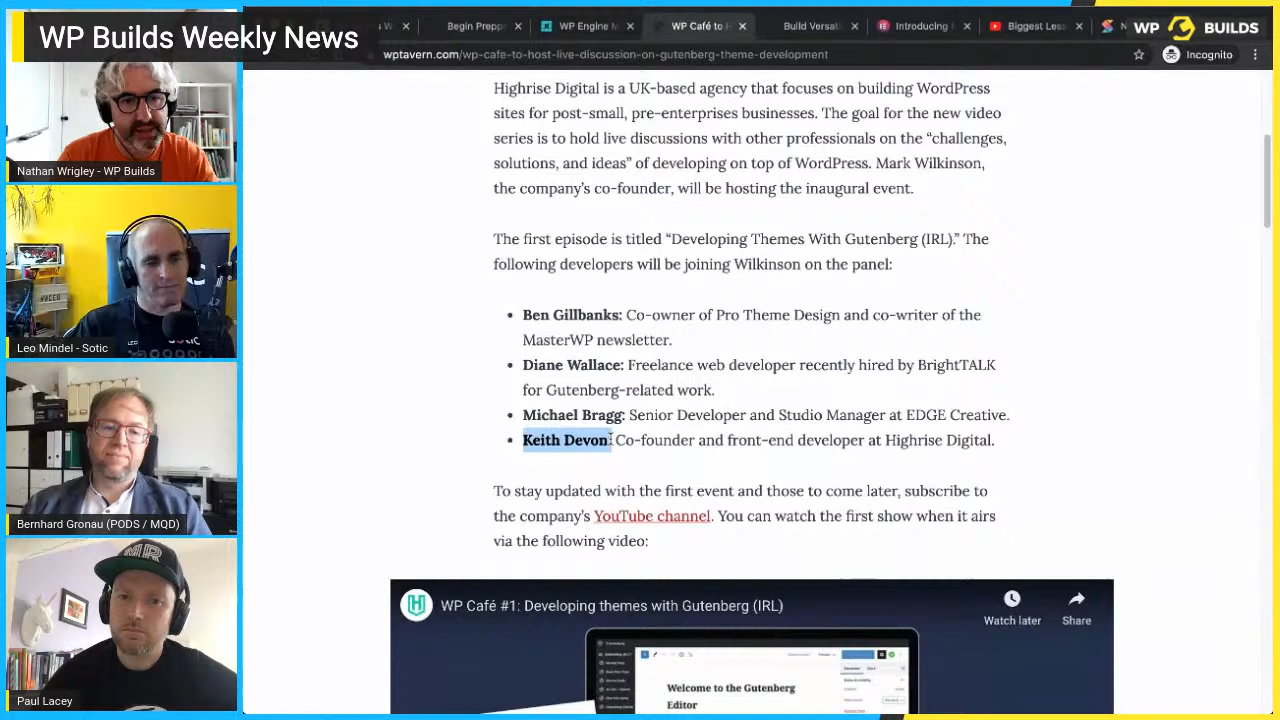 WP Builds Weekly News
Begin Prepp
WP Engine M
WP Café to H
Build Versat
Introducing
Biggest Less
WP
BUILDS
wptavern.com/wp-cafe-to-host-live-discussion-on-gutenberg-theme-development
Incognito
Highrise Digital is a UK-based agency that focuses on building WordPress
sites for post-small, pre-enterprises businesses. The goal for the new video
series is to hold live discussions with other professionals on the “challenges,
solutions, and ideas” of developing on top of WordPress. Mark Wilkinson,
the company’s co-founder, will be hosting the inaugural event.
The first episode is titled “Developing Themes With Gutenberg (IRL).” The
following developers will be joining Wilkinson on the panel:
Ben Gillbanks: Co-owner of Pro Theme Design and co-writer of the
MasterWP newsletter.
Diane Wallace: Freelance web developer recently hired by BrightTALK
for Gutenberg-related work.
Michael Bragg: Senior Developer and Studio Manager at EDGE Creative.
Keith Devon: Co-founder and front-end developer at Highrise Digital.
To stay updated with the first event and those to come later, subscribe to
the company’s YouTube channel. You can watch the first show when it airs
via the following video:
WP Café #1: Developing themes with Gutenberg (IRL)
Watch later
Share
Welcome to the Gutenberg
Editor
Nathan Wrigley - WP Builds
Leo Mindel - Sotic
Bernhard Gronau (PODS / MQD)
MR
Paul Lacey